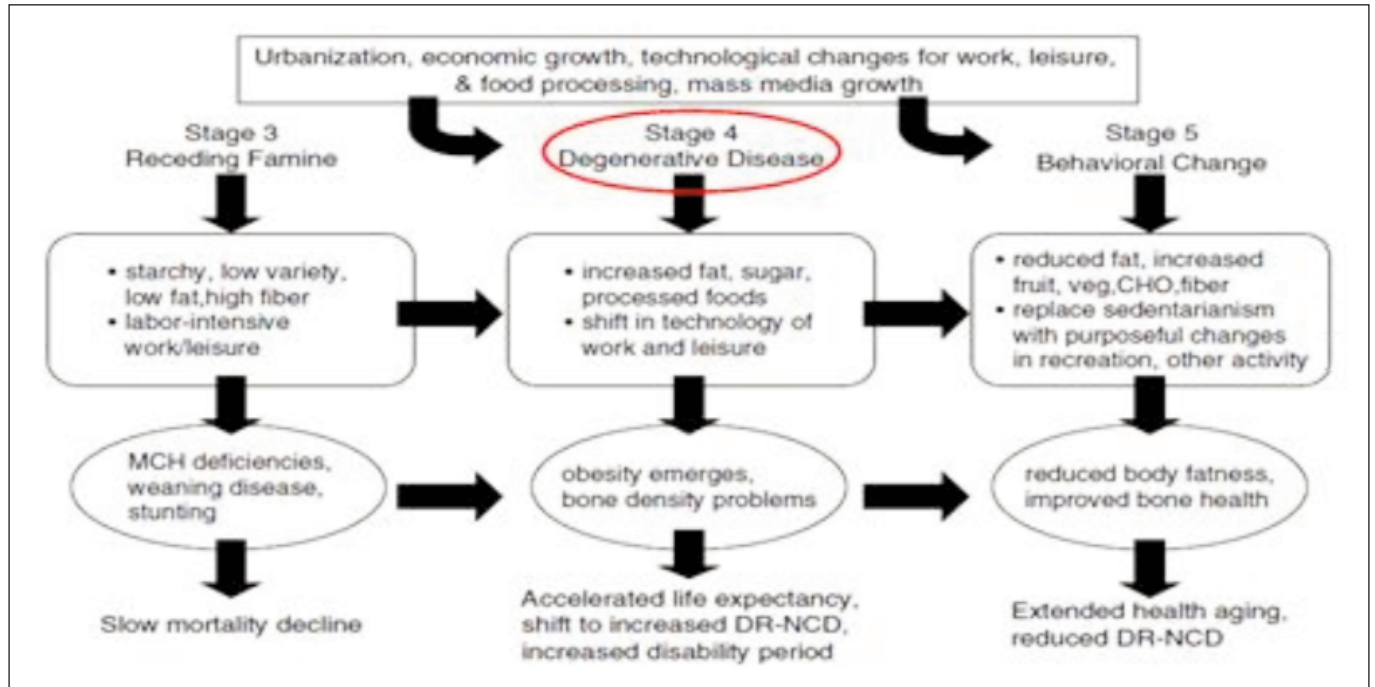 Urbanization, economic growth, technological changes for work, leisure,
& food processing, mass media growth
Stage 3
Receding Famine
Stage 4
Degenerative Disease
Stage 5
Behavioral Change
• starchy, low variety,
low fat,high fiber
• labor-intensive
work/leisure
• increased fat, sugar,
processed foods
• shift in technology of
work and leisure
• reduced fat, increased
fruit, veg,CHO,fiber
• replace sedentarianism
with purposeful changes
in recreation, other activity
MCH deficiencies,
weaning disease,
stunting
obesity emerges,
bone density problems
reduced body fatness,
improved bone health
Slow mortality decline
Accelerated life expectancy,
shift to increased DR-NCD,
increased disability period
Extended health aging,
reduced DR-NCD